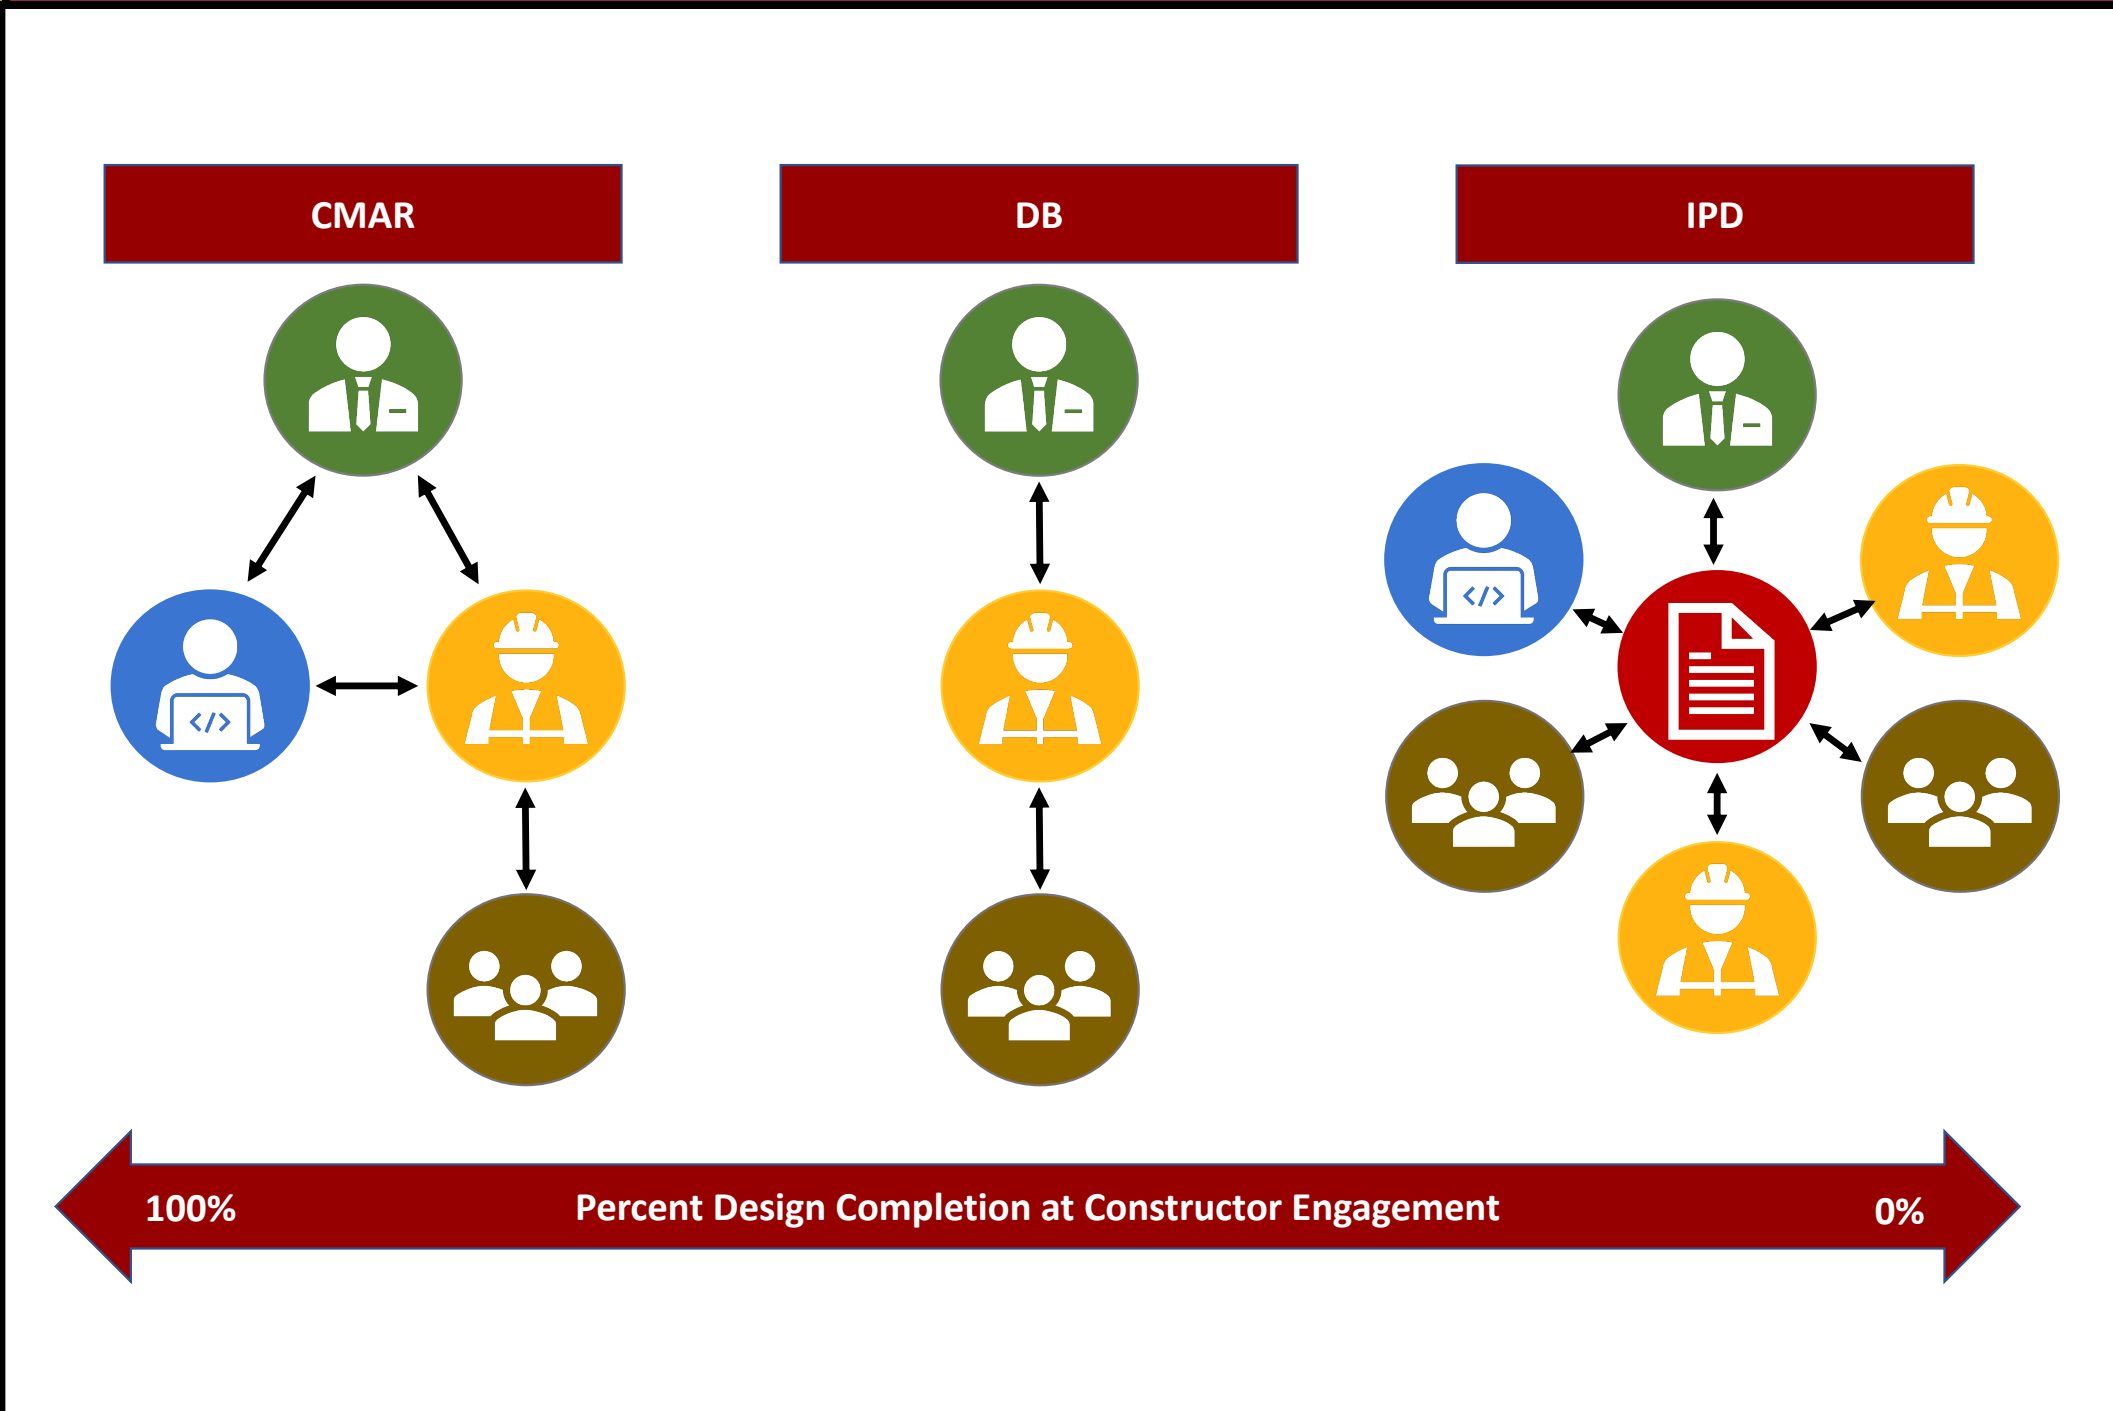 CMAR
DB
IPD
</>
</>
100%
Percent Design Completion at Constructor Engagement
0%